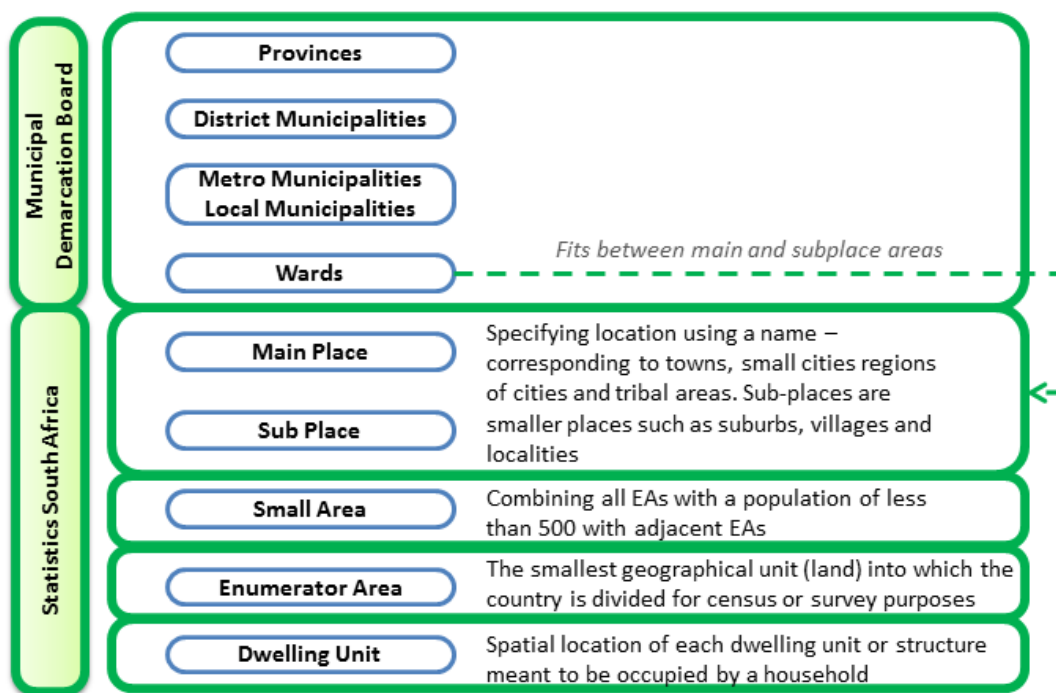 Municipal
Demarcation Board
Provinces
District Municipalities
Metro Municipalities
Local Municipalities
Wards
Fits between main and subplace areas
Statistics South Africa
Main Place
Sub Place
Specifying location using a name –
corresponding to towns, small cities regions
of cities and tribal areas. Sub-places are
smaller places such as suburbs, villages and
localities
Small Area
Combining all EAs with a population of less
than 500 with adjacent EAs
Enumerator Area
The smallest geographical unit (land) into which the
country is divided for census or survey purposes
Dwelling Unit
Spatial location of each dwelling unit or structure
meant to be occupied by a household